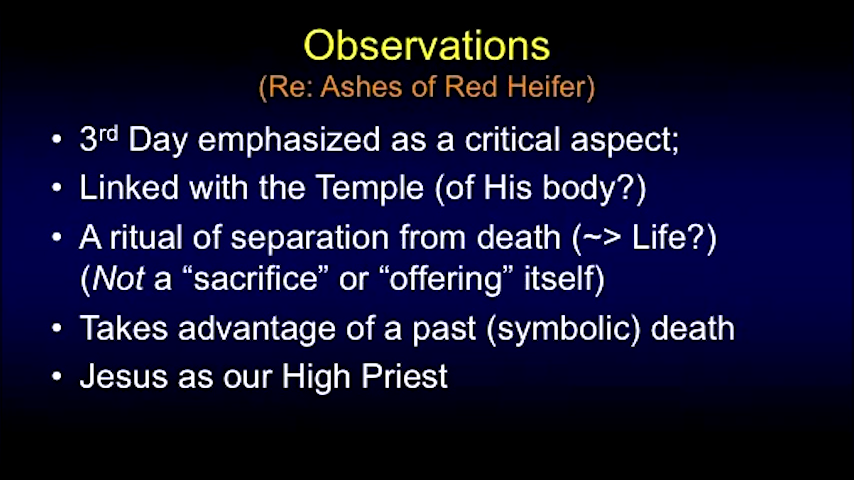 Observations
(Re: Ashes of Red Heifer)
• 3rd Day emphasized as a critical aspect;
• Linked with the Temple (of His body?)
• A ritual of separation from death (~> Life?)
(Not a “sacrifice” or “offering” itself)
• Takes advantage of a past (symbolic) death
• Jesus as our High Priest